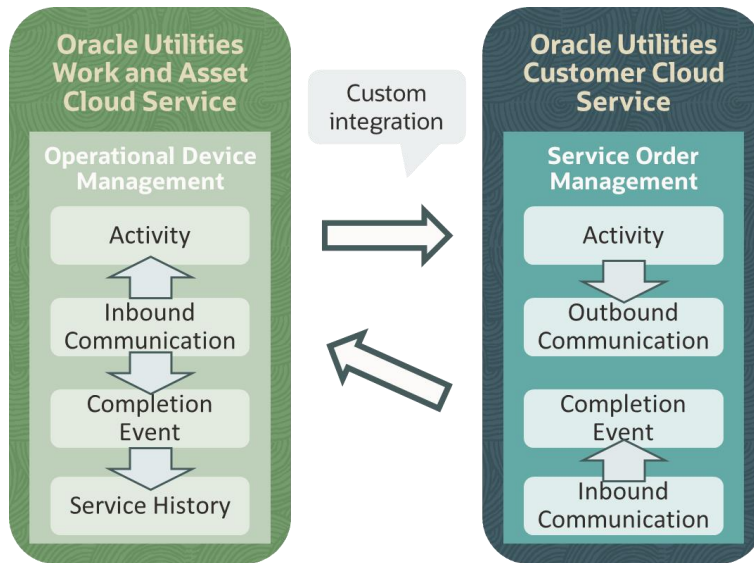 Oracle Utilities
Work and Asset
Cloud Service
Operational Device
Management
Activity
Inbound
Communication
Completion
Event
Service History
Custom
integration
Oracle Utilities
Customer Cloud
Service
Service Order
Management
Activity
Outbound
Communication
Completion
Event
Inbound
Communication